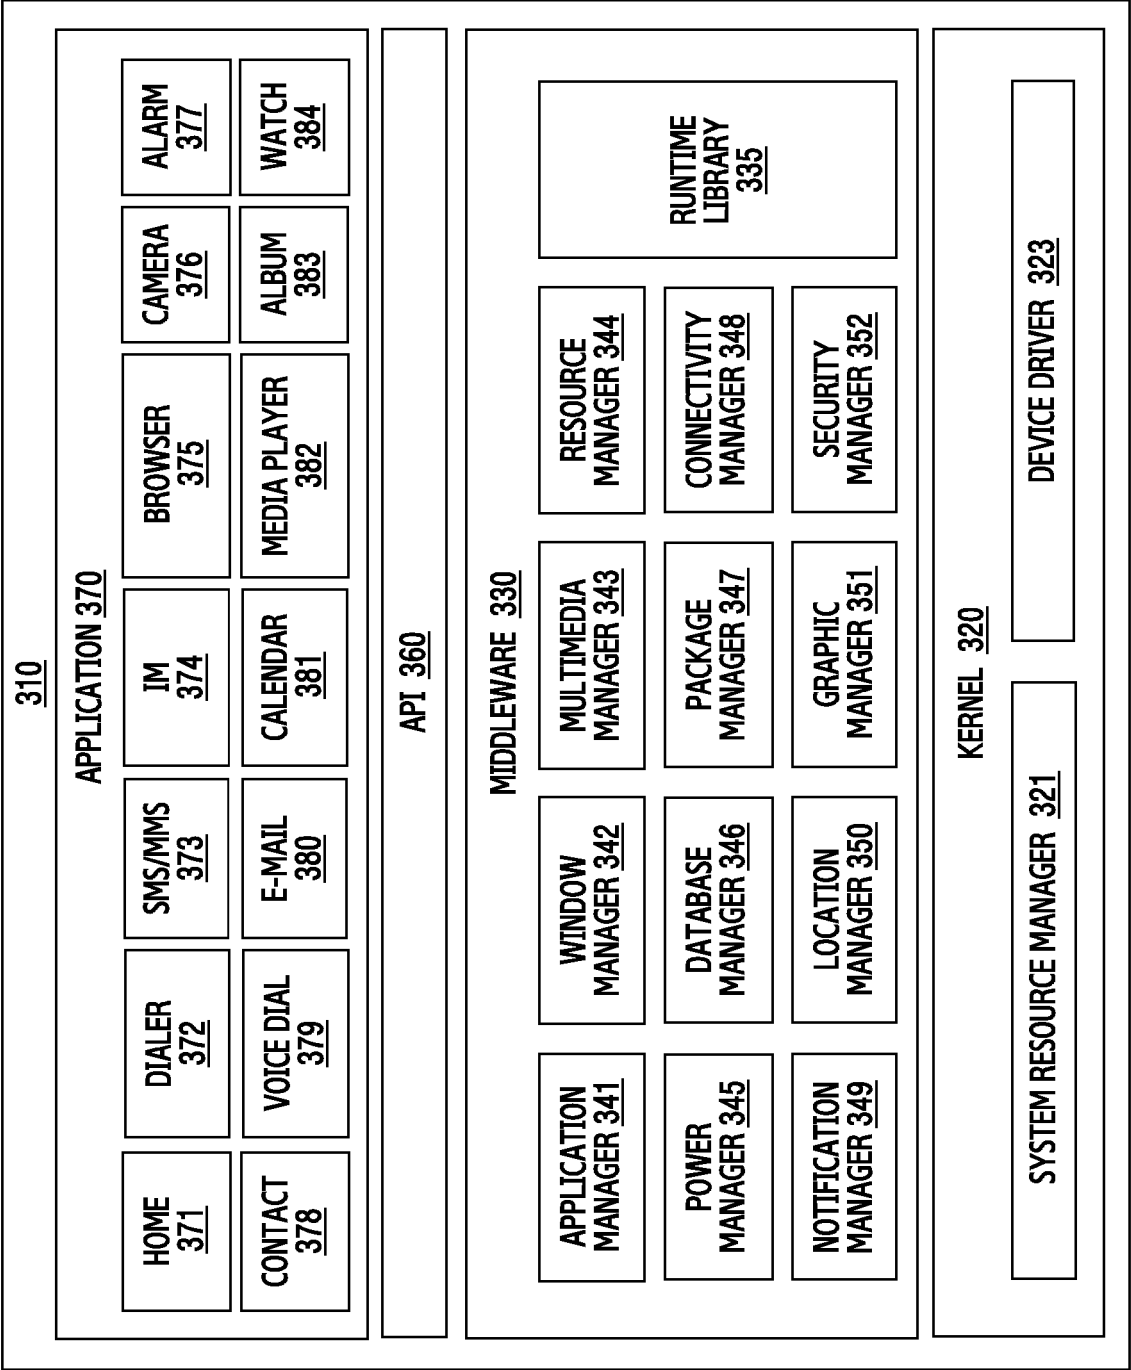 310
APPLICATION 370
HOME
371
DIALER
372
SMS/MMS
373
IM
374
BROWSER
375
CAMERA
376
ALARM
377
CONTACT
378
VOICE DIAL
379
E-MAIL
380
CALENDAR
381
MEDIA PLAYER
382
ALBUM
383
WATCH
384
API 360
MIDDLEWARE 330
APPLICATION
MANAGER 341
WINDOW
MANAGER 342
MULTIMEDIA
MANAGER 343
RESOURCE
MANAGER 344
POWER
MANAGER 345
DATABASE
MANAGER 346
PACKAGE
MANAGER 347
CONNECTIVITY
MANAGER 348
NOTIFICATION
MANAGER 349
LOCATION
MANAGER 350
GRAPHIC
MANAGER 351
SECURITY
MANAGER 352
RUNTIME
LIBRARY
335
KERNEL 320
SYSTEM RESOURCE MANAGER 321
DEVICE DRIVER 323